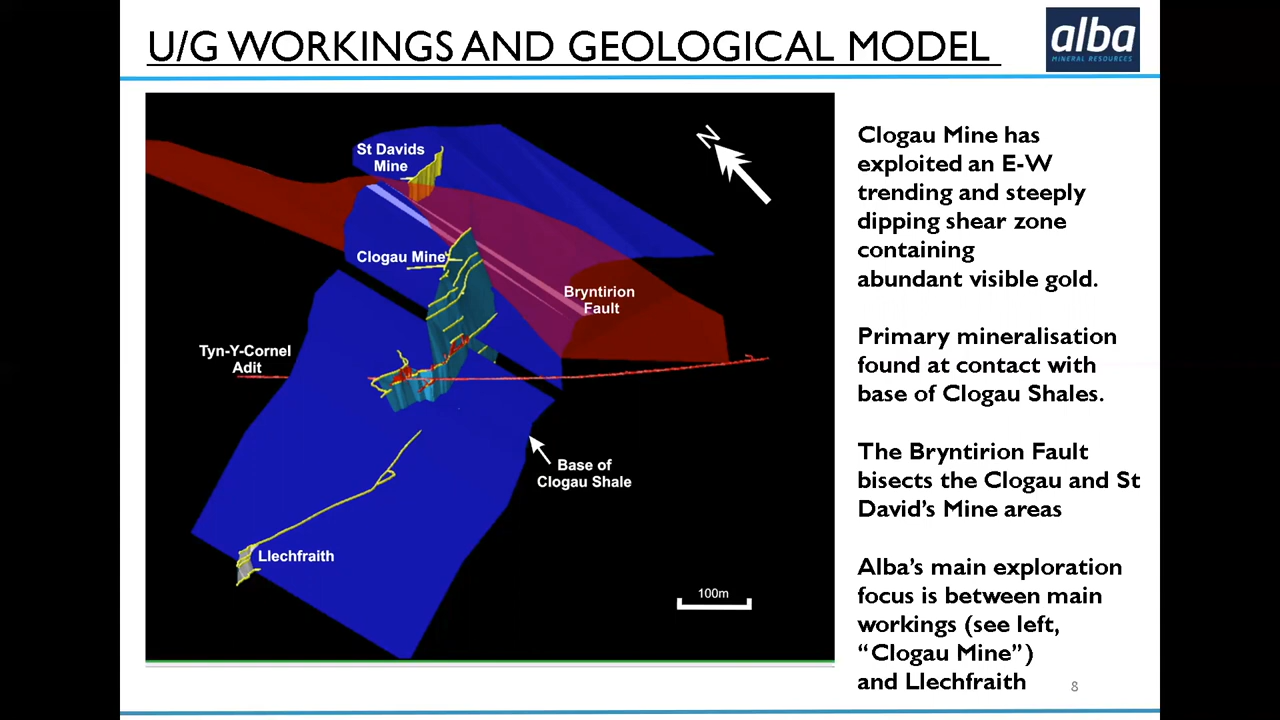 U/G WORKINGS AND GEOLOGICAL MODEL
alba
MINERAL RESOURCES
N
St Davids
Mine
Clogau Mine
Bryntirion
Fault
Tyn-Y-Cornel
Adit
Base of
Clogau Shale
Llechfraith
100m
Clogau Mine has
exploited an E-W
trending and steeply
dipping shear zone
containing
abundant visible gold.
Primary mineralisation
found at contact with
base of Clogau Shales.
The Bryntirion Fault
bisects the Clogau and St
David’s Mine areas
Alba’s main exploration
focus is between main
workings (see left,
“Clogau Mine”)
and Llechfraith
8